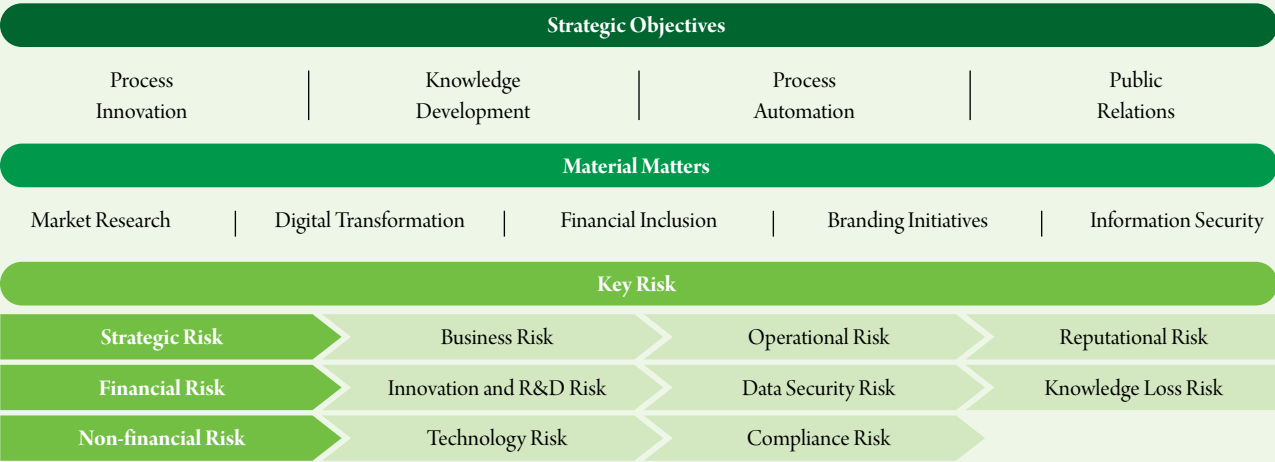 Strategic Objectives
Process
Innovation
Knowledge
Development
Process
Automation
Public
Relations
Material Matters
Market Research
Digital Transformation
Financial Inclusion
Branding Initiatives
Information Security
Key Risk
Strategic Risk
Business Risk
Operational Risk
Reputational Risk
Financial Risk
Innovation and R&D Risk
Data Security Risk
Knowledge Loss Risk
Non-financial Risk
Technology Risk
Compliance Risk